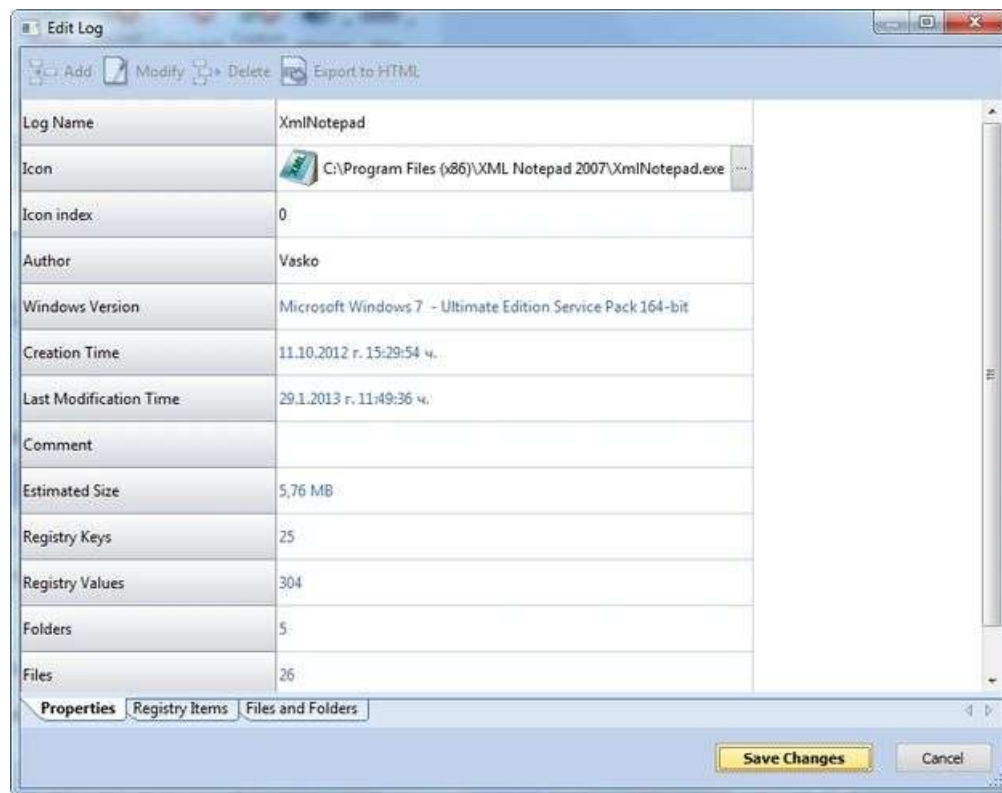 Edit Log
Add Modify Delete Export to HTML
Log Name XmlNotepad
Icon C:\Program Files (x86)\XML Notepad 2007\XmlNotepad.exe ...
Icon index 0
Author Vasko
Windows Version Microsoft Windows 7 - Ultimate Edition Service Pack 164-bit
Creation Time 11.10.2012 г. 15:29:54 ч.
Last Modification Time 29.1.2013 г. 11:49:36 ч.
Comment
Estimated Size 5,76 MB
Registry Keys 25
Registry Values 304
Folders 5
Files 26
Properties Registry Items Files and Folders
Save Changes Cancel